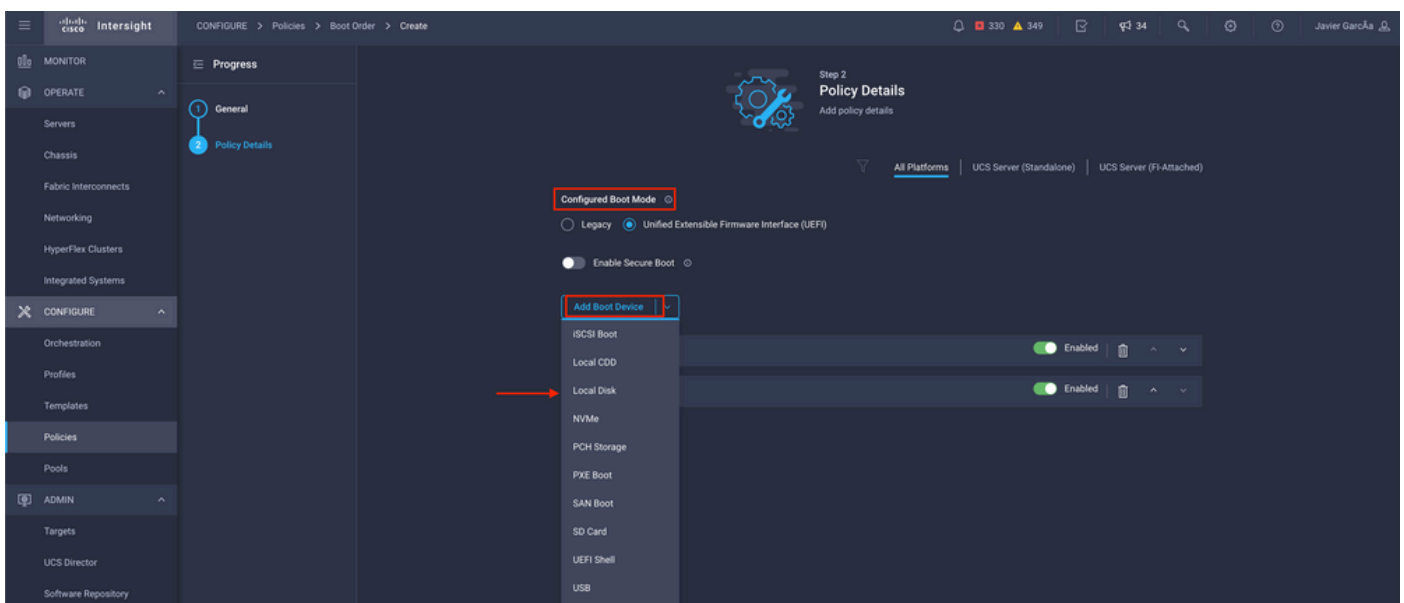 cisco Intersight
CONFIGURE > Policies > Boot Order > Create
330 349 34 Javier GarcÃa
MONITOR
OPERATE
Servers
Chassis
Fabric Interconnects
Networking
HyperFlex Clusters
Integrated Systems
CONFIGURE
Orchestration
Profiles
Templates
Policies
Pools
ADMIN
Targets
UCS Director
Software Repository
Progress
1 General
2 Policy Details
Step 2
Policy Details
Add policy details
All Platforms | UCS Server (Standalone) | UCS Server (FI-Attached)
Configured Boot Mode
Legacy Unified Extensible Firmware Interface (UEFI)
Enable Secure Boot
Add Boot Device
iSCSI Boot
Local CDD
Local Disk
NVMe
PCH Storage
PXE Boot
SAN Boot
SD Card
UEFI Shell
USB
Enabled
Enabled